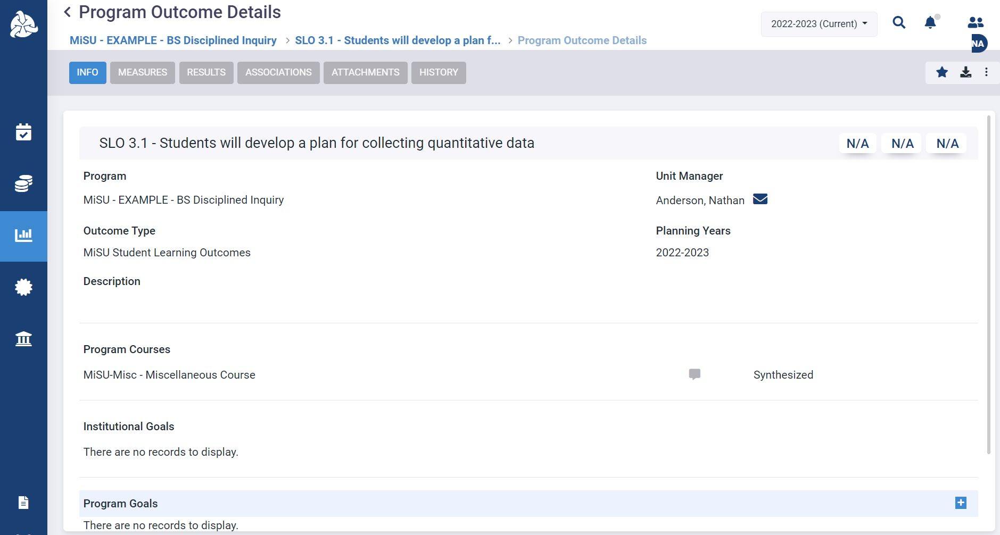 Program Outcome Details
2022-2023 (Current)
MiSU - EXAMPLE - BS Disciplined Inquiry > SLO 3.1 - Students will develop a plan f... > Program Outcome Details
NA
INFO
MEASURES
RESULTS
ASSOCIATIONS
ATTACHMENTS
HISTORY
SLO 3.1 - Students will develop a plan for collecting quantitative data
N/A
N/A
N/A
Program
Unit Manager
MiSU - EXAMPLE - BS Disciplined Inquiry
Anderson, Nathan
Outcome Type
Planning Years
MiSU Student Learning Outcomes
2022-2023
Description
Program Courses
MiSU-Misc - Miscellaneous Course
Synthesized
Institutional Goals
There are no records to display.
Program Goals
There are no records to display.